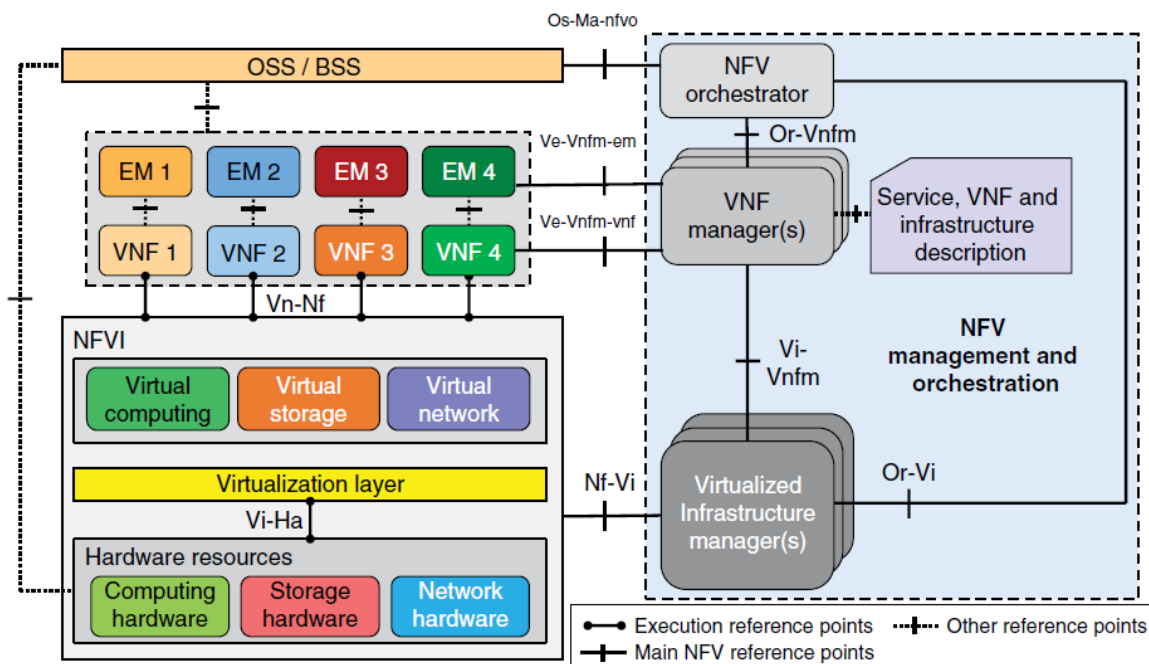 Os-Ma-nfvo
OSS / BSS
NFV
orchestrator
Or-Vnfm
Ve-Vnfm-em
EM 1
EM 2
EM 3
EM 4
VNF
manager(s)
Service, VNF and
infrastructure
description
Ve-Vnfm-vnf
VNF 1
VNF 2
VNF 3
VNF 4
Vn-Nf
NFVI
Virtual
computing
Virtual
storage
Virtual
network
Vi-
Vnfm
NFV
management and
orchestration
Virtualization layer
Nf-Vi
Virtualized
Infrastructure
manager(s)
Or-Vi
Vi-Ha
Hardware resources
Computing
hardware
Storage
hardware
Network
hardware
Execution reference points
Other reference points
Main NFV reference points